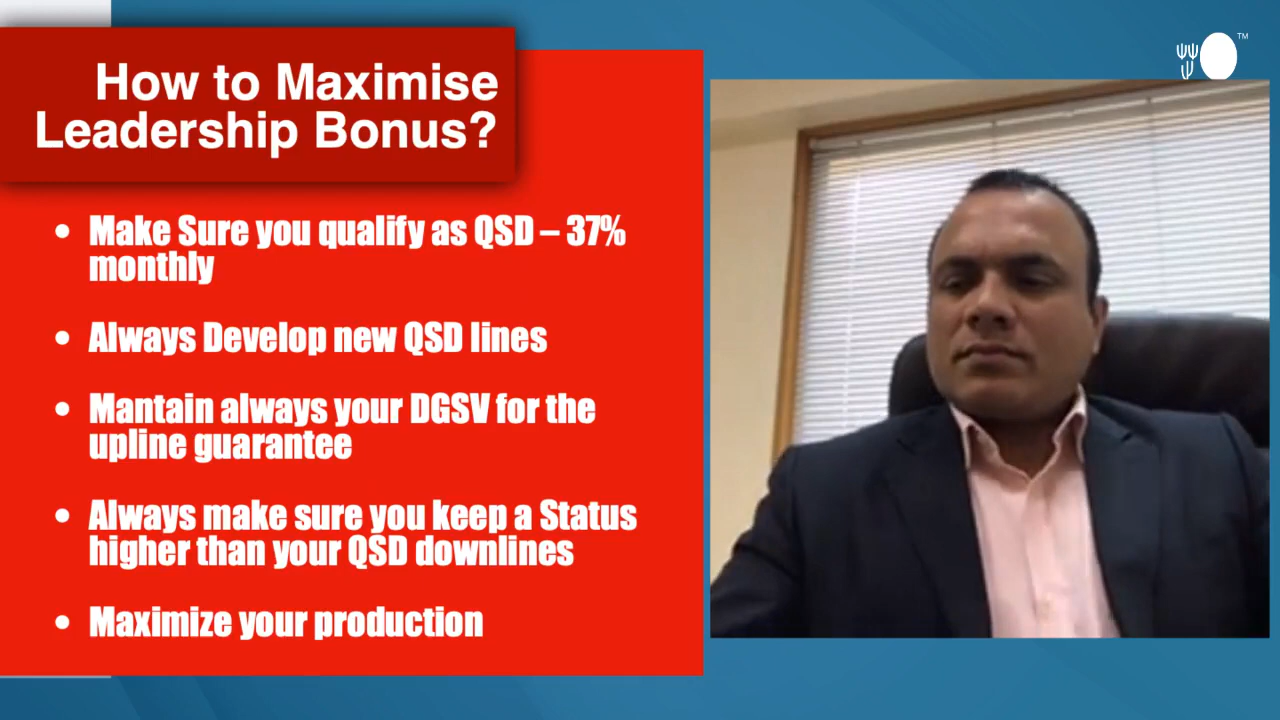 How to Maximise
Leadership Bonus?
• Make Sure you qualify as QSD – 37%
monthly
• Always Develop new QSD lines
• Mantain always your DGSV for the
upline guarantee
• Always make sure you keep a Status
higher than your QSD downlines
• Maximize your production
TM